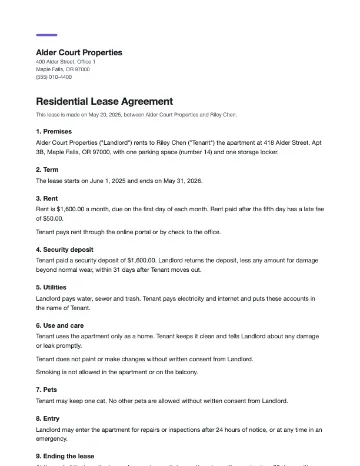 Alder Court Properties
400 Alder Street, Office 1
Maple Falls, OR 97000
(555) 010-4400
Residential Lease Agreement
This lease is made on May 20, 2025, between Alder Court Properties and Riley Chen.
1. Premises
Alder Court Properties ("Landlord") rents to Riley Chen ("Tenant") the apartment at 418 Alder Street, Apt
3B, Maple Falls, OR 97000, with one parking space (number 14) and one storage locker.
2. Term
The lease starts on June 1, 2025 and ends on May 31, 2026.
3. Rent
Rent is $1,600.00 a month, due on the first day of each month. Rent paid after the fifth day has a late fee
of $50.00.
Tenant pays rent through the online portal or by check to the office.
4. Security deposit
Tenant paid a security deposit of $1,600.00. Landlord returns the deposit, less any amount for damage
beyond normal wear, within 31 days after Tenant moves out.
5. Utilities
Landlord pays water, sewer and trash. Tenant pays electricity and internet and puts these accounts in
the name of Tenant.
6. Use and care
Tenant uses the apartment only as a home. Tenant keeps it clean and tells Landlord about any damage
or leak promptly.
Tenant does not paint or make changes without written consent from Landlord.
Smoking is not allowed in the apartment or on the balcony.
7. Pets
Tenant may keep one cat. No other pets are allowed without written consent from Landlord.
8. Entry
Landlord may enter the apartment for repairs or inspections after 24 hours of notice, or at any time in an
emergency.
9. Ending the lease